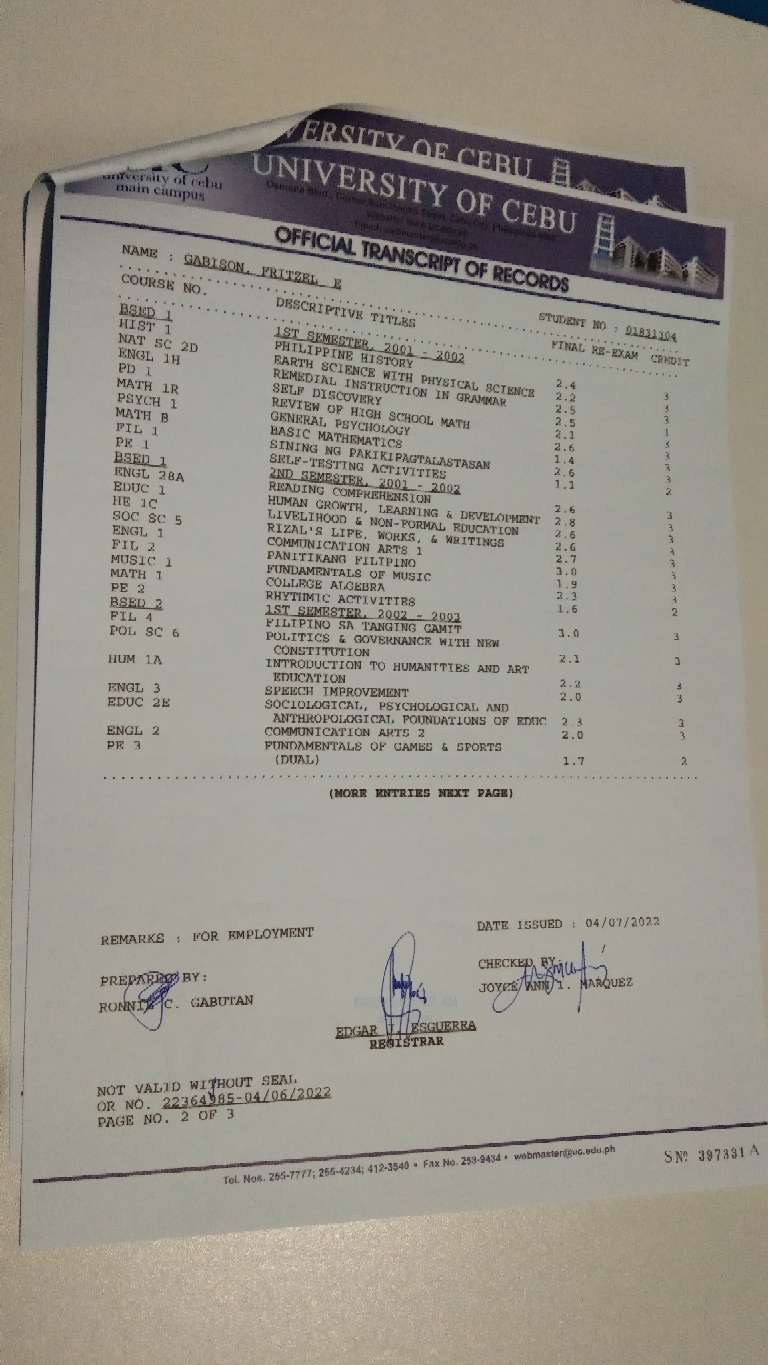 VERSITY OF CEBU
university of cebu
main campus
UNIVERSITY OF CEBU
OFFICIAL TRANSCRIPT OF RECORDS
NAME : GABISON, FRITZEL E
STUDENT NO : 01831304
COURSE NO. DESCRIPTIVE TITLES FINAL RE-EXAM CREDIT
BSED 1 1ST SEMESTER, 2001 - 2002
HIST 1 PHILIPPINE HISTORY 2.4 3
NAT SC 2D EARTH SCIENCE WITH PHYSICAL SCIENCE 2.2 3
ENGL 1H REMEDIAL INSTRUCTION IN GRAMMAR 2.5 3
PD 1 SELF DISCOVERY 2.5 1
MATH 1R REVIEW OF HIGH SCHOOL MATH 2.1 3
PSYCH 1 GENERAL PSYCHOLOGY 2.6 3
MATH B BASIC MATHEMATICS 1.4 3
FIL 1 SINING NG PAKIKIPAGTALASTASAN 2.6 3
PE 1 SELF-TESTING ACTIVITIES 1.1 2
BSED 1 2ND SEMESTER, 2001 - 2002
ENGL 28A READING COMPREHENSION 2.6 3
EDUC 1 HUMAN GROWTH, LEARNING & DEVELOPMENT 2.8 3
HE 1C LIVELIHOOD & NON-FORMAL EDUCATION 2.6 3
SOC SC 5 RIZAL'S LIFE, WORKS, & WRITINGS 2.6 3
ENGL 1 COMMUNICATION ARTS 1 2.7 3
FIL 2 PANITIKANG FILIPINO 3.0 3
MUSIC 1 FUNDAMENTALS OF MUSIC 1.9 3
MATH 1 COLLEGE ALGEBRA 2.3 3
PE 2 RHYTHMIC ACTIVITIES 1.6 2
BSED 2 1ST SEMESTER, 2002 - 2003
FIL 4 FILIPINO SA TANGING GAMIT 3.0 3
POL SC 6 POLITICS & GOVERNANCE WITH NEW
CONSTITUTION 2.1 3
HUM 1A INTRODUCTION TO HUMANITIES AND ART
EDUCATION 2.2 3
ENGL 3 SPEECH IMPROVEMENT 2.0 3
EDUC 2E SOCIOLOGICAL, PSYCHOLOGICAL AND
ANTHROPOLOGICAL FOUNDATIONS OF EDUC 2.3 3
ENGL 2 COMMUNICATION ARTS 2 2.0 3
PE 3 FUNDAMENTALS OF GAMES & SPORTS
(DUAL) 1.7 2
(MORE ENTRIES NEXT PAGE)
REMARKS : FOR EMPLOYMENT
DATE ISSUED : 04/07/2022
PREPARED BY:
CHECKED BY:
RONNIE C. GABUTAN
JOYCE ANN I. MARQUEZ
EDGAR J. ESGUERRA
REGISTRAR
NOT VALID WITHOUT SEAL
OR NO. 22364985-04/06/2022
PAGE NO. 2 OF 3
Tel. Nos. 255-7777; 255-4234; 412-3540 • Fax No. 253-9434 • webmaster@uc.edu.ph
SNº 397331 A